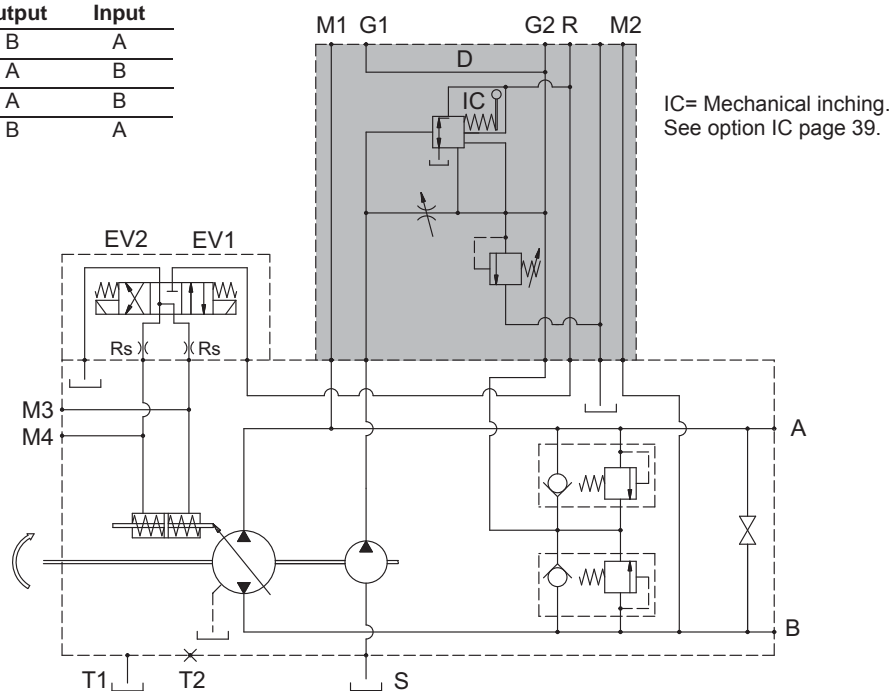 Output Input
B A
A B
A B
B A
M1 G1 G2 R M2
D
IC
IC= Mechanical inching.
See option IC page 39.
EV2 EV1
Rs Rs
M3
M4
A
B
T1 T2 S